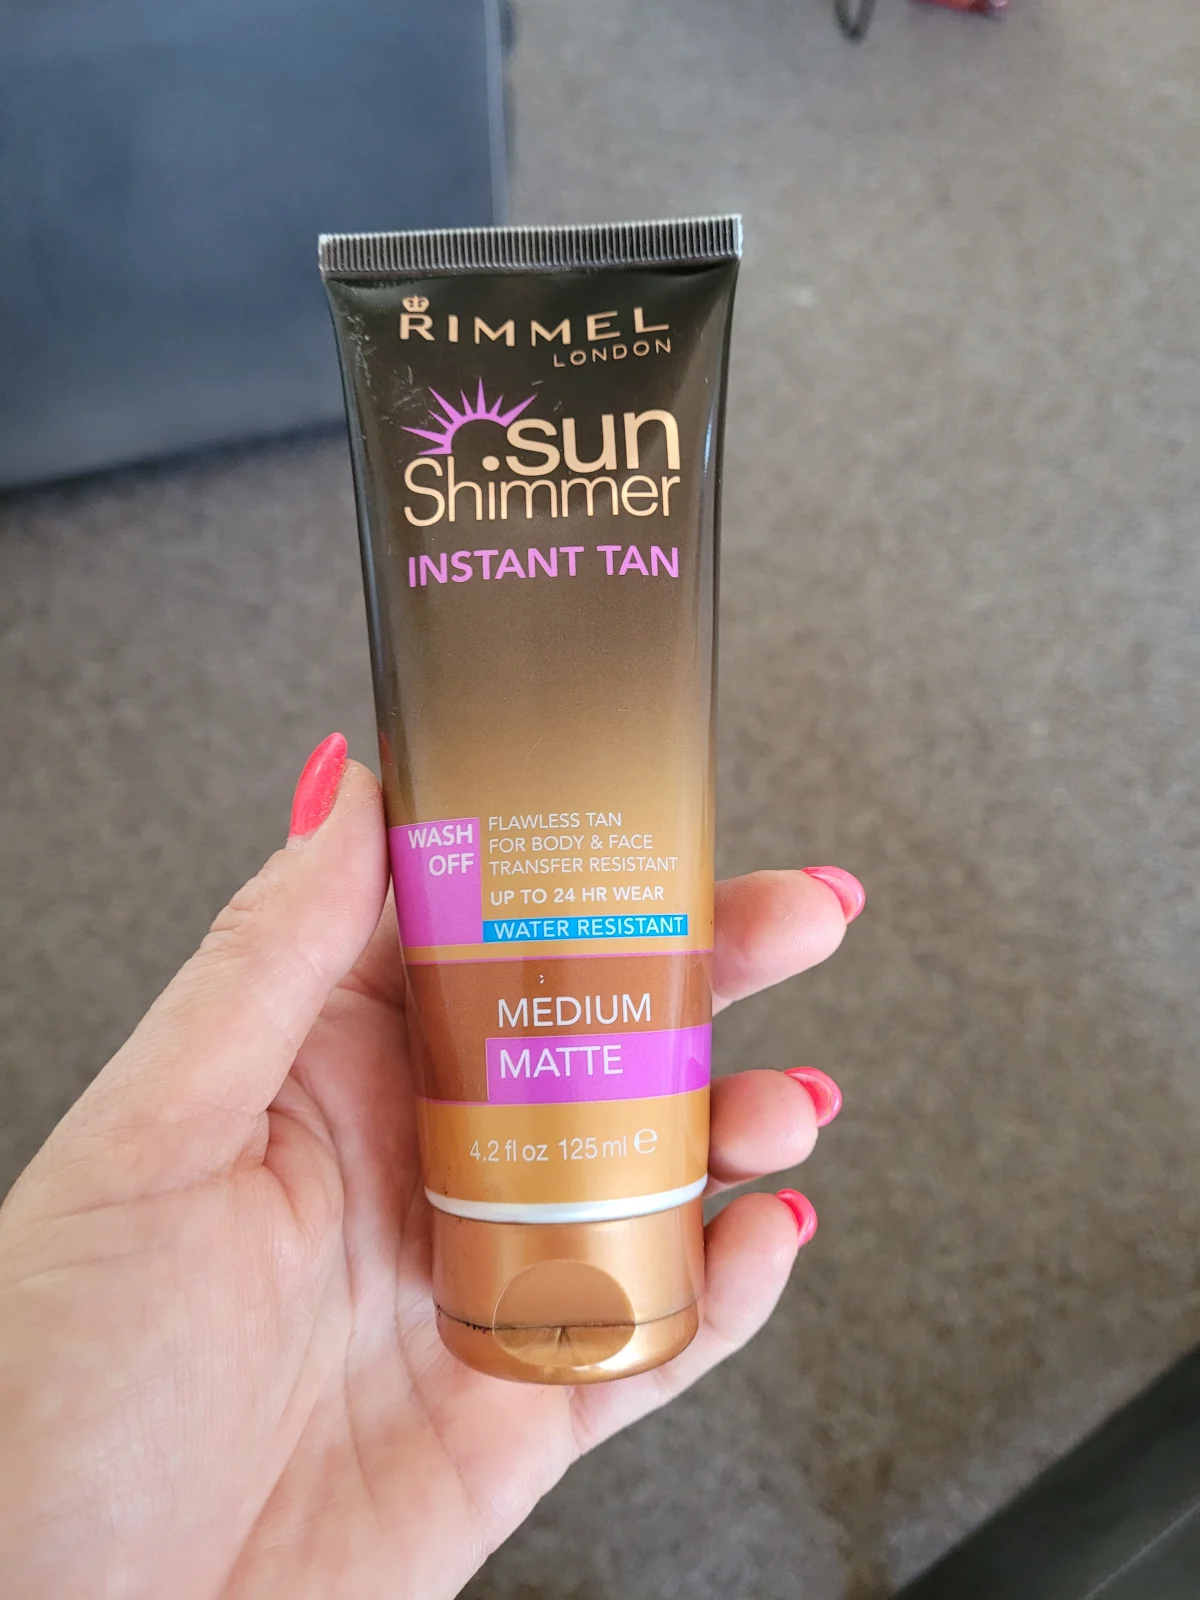 RIMMEL
LONDON
sun
Shimmer
INSTANT TAN
WASH OFF
FLAWLESS TAN
FOR BODY & FACE
TRANSFER RESISTANT
UP TO 24 HR WEAR
WATER RESISTANT
MEDIUM
MATTE
4.2 fl oz 125 ml ℮